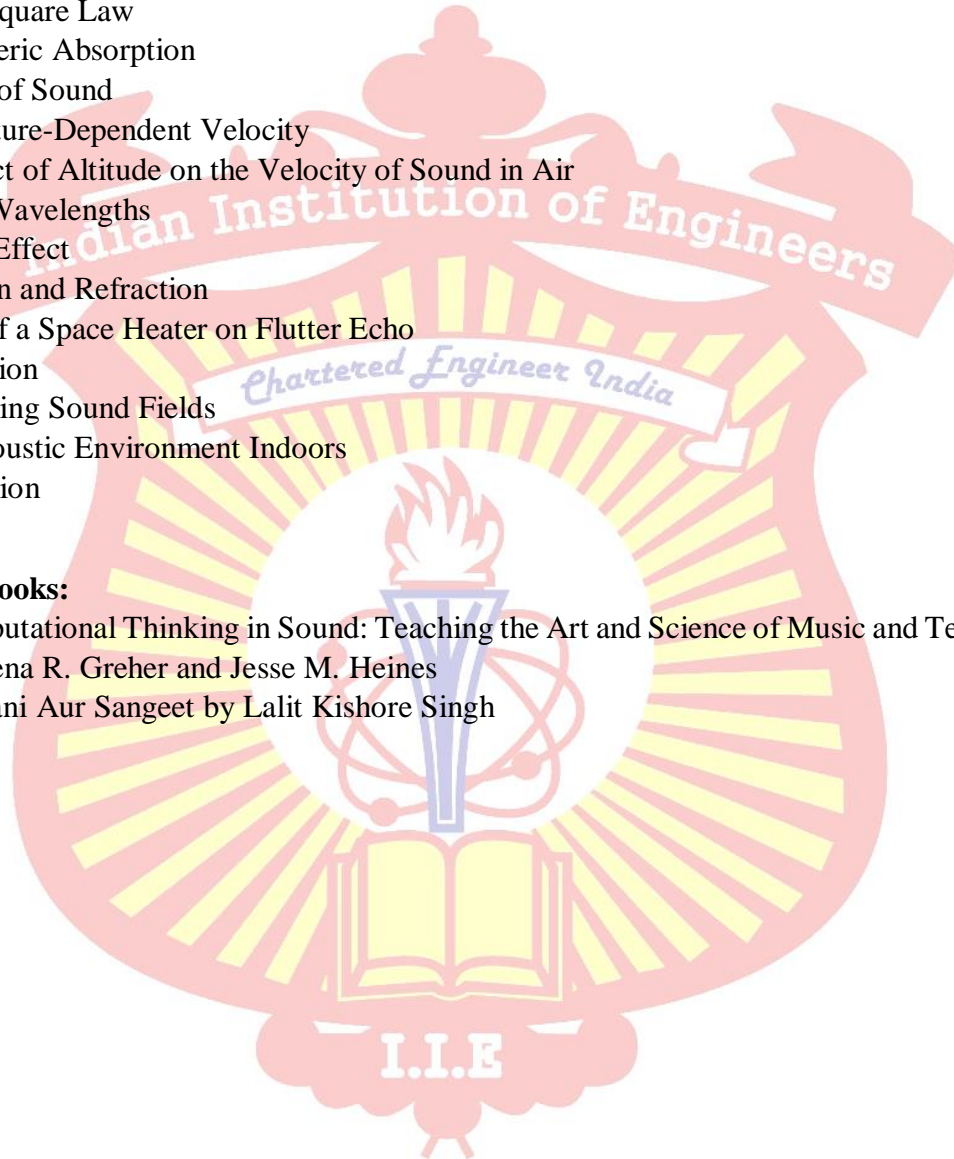 quare Law
eric Absorption
of Sound
ture-Dependent Velocity
ct of Altitude on the Velocity of Sound in Air
Wavelengths
Effect
n and Refraction
f a Space Heater on Flutter Echo
ion
ing Sound Fields
oustic Environment Indoors
ion
ooks:
putational Thinking in Sound: Teaching the Art and Science of Music and Te
ena R. Greher and Jesse M. Heines
ani Aur Sangeet by Lalit Kishore Singh
Indian Institution of Engineers
Chartered Engineer India
I.I.E